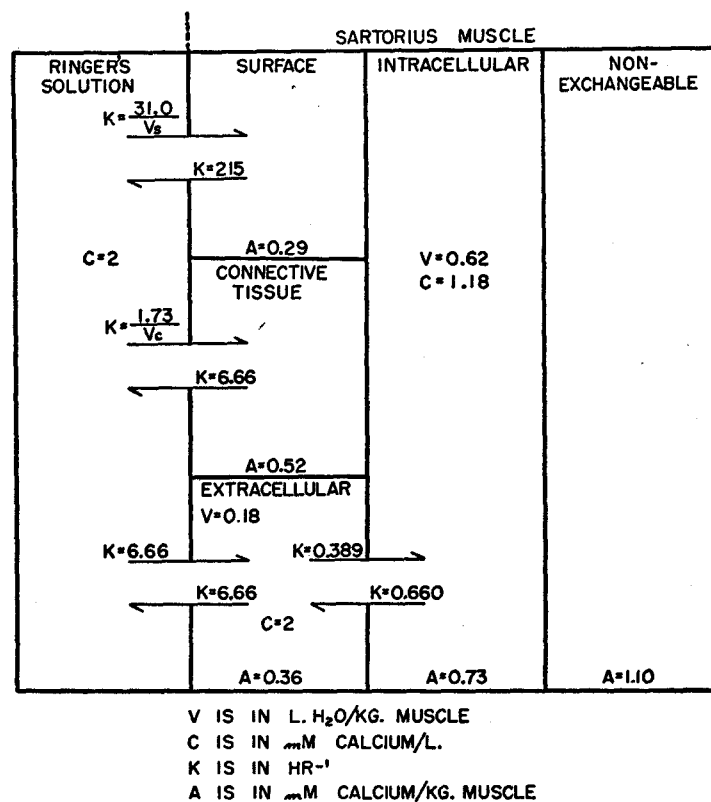 SARTORIUS MUSCLE
RINGER'S SOLUTION
SURFACE
INTRACELLULAR
NON-EXCHANGEABLE
K=31.0/Vs
K=215
C=2
A=0.29
CONNECTIVE TISSUE
V=0.62
C=1.18
K=1.73/Vc
K=6.66
A=0.52
EXTRACELLULAR
V=0.18
K=6.66
K=0.389
K=6.66
K=0.660
C=2
A=0.36
A=0.73
A=1.10
V IS IN L. H₂O/KG. MUSCLE
C IS IN mM CALCIUM/L.
K IS IN HR⁻¹
A IS IN mM CALCIUM/KG. MUSCLE